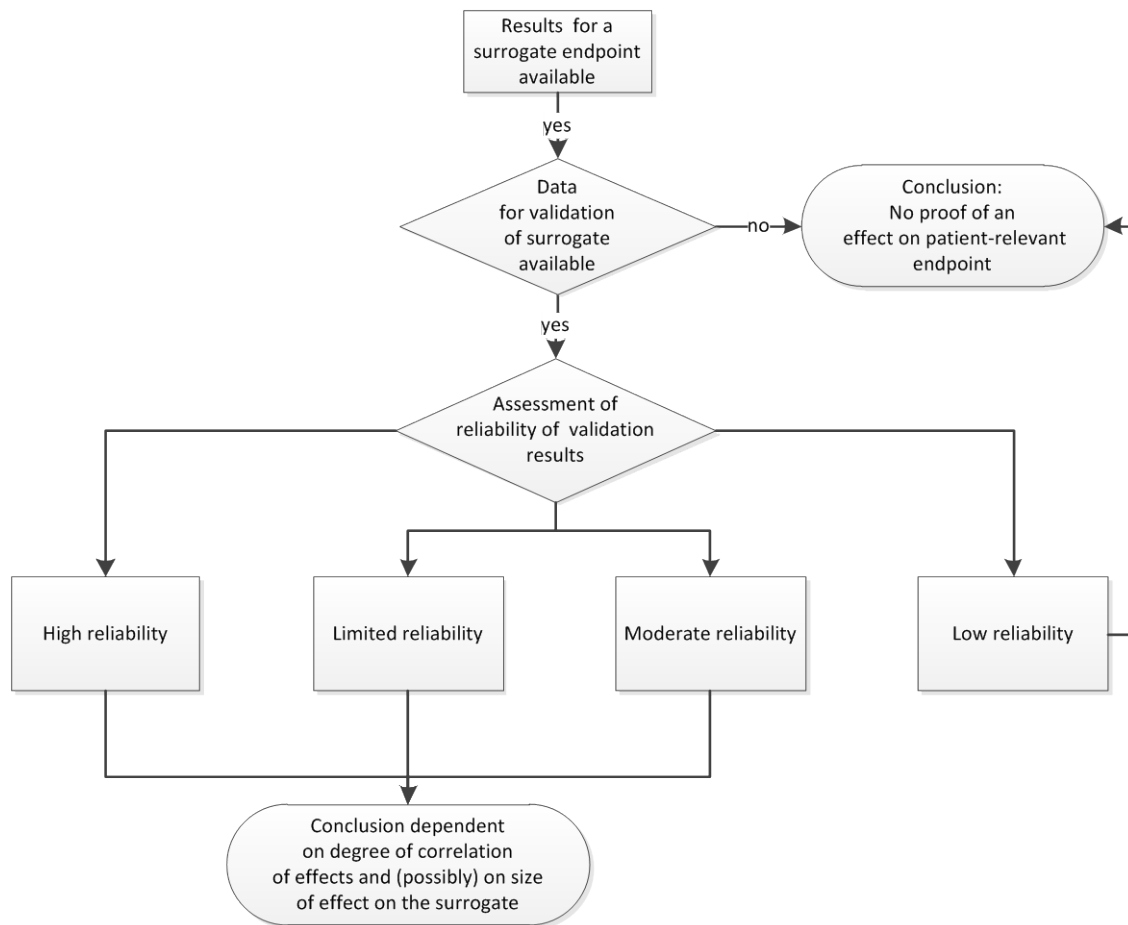 Results for a
surrogate endpoint
available
yes
Data
for validation
of surrogate
available
no
Conclusion:
No proof of an
effect on patient-relevant
endpoint
yes
Assessment of
reliability of validation
results
High reliability
Limited reliability
Moderate reliability
Low reliability
Conclusion dependent
on degree of correlation
of effects and (possibly) on size
of effect on the surrogate